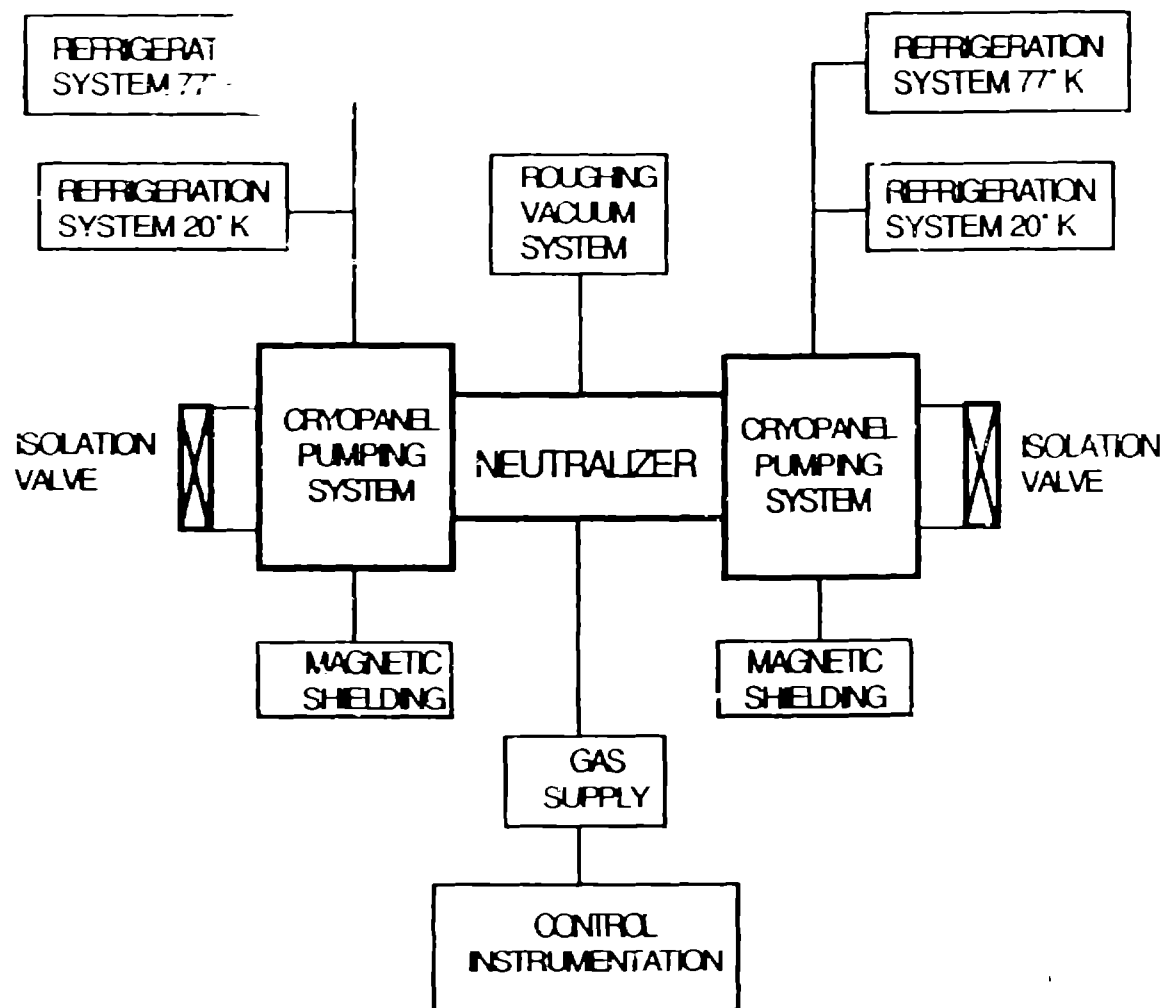 REFRIGERAT
SYSTEM 77°
REFRIGERATION
SYSTEM 77° K
REFRIGERATION
SYSTEM 20° K
ROUGHING
VACUUM
SYSTEM
REFRIGERATION
SYSTEM 20° K
ISOLATION
VALVE
CRYOPANEL
PUMPING
SYSTEM
NEUTRALIZER
CRYOPANEL
PUMPING
SYSTEM
ISOLATION
VALVE
MAGNETIC
SHIELDING
MAGNETIC
SHIELDING
GAS
SUPPLY
CONTROL
INSTRUMENTATION